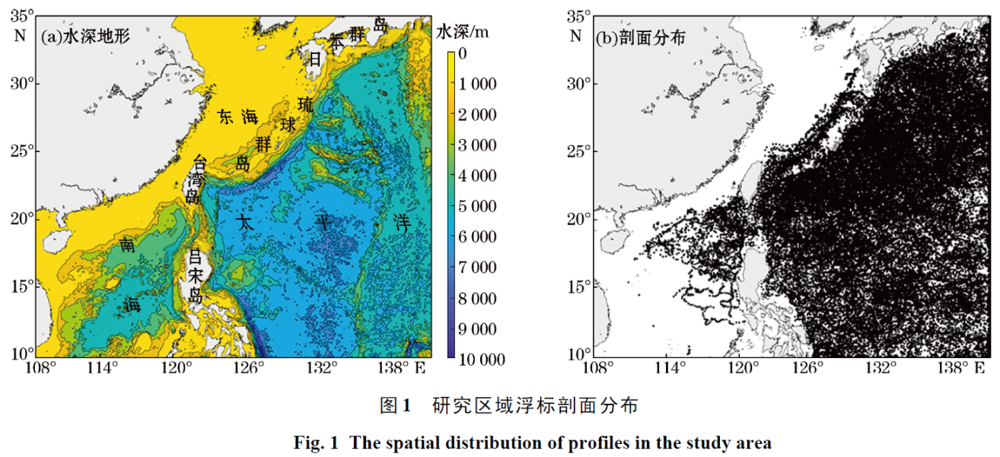 (a)水深地形
35°
N
30°
25°
20°
15°
10°
108°
114°
120°
126°
132°
138° E
日本群岛
东海
琉球群岛
台湾岛
太平洋
南海
吕宋岛
水深/m
0
1 000
2 000
3 000
4 000
5 000
6 000
7 000
8 000
9 000
10 000
(b)剖面分布
35°
N
30°
25°
20°
15°
10°
108°
114°
120°
126°
132°
138° E
图1 研究区域浮标剖面分布
Fig. 1 The spatial distribution of profiles in the study area